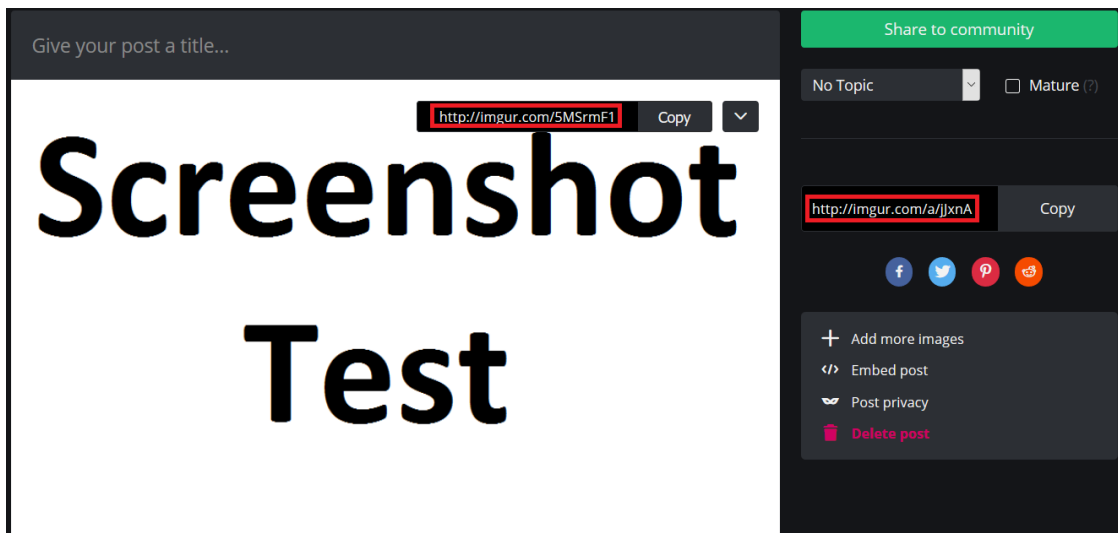 Give your post a title...
http://imgur.com/5MSrmF1 Copy
Screenshot
Test
Share to community
No Topic Mature (?)
http://imgur.com/a/jJxnA Copy
Add more images
Embed post
Post privacy
Delete post